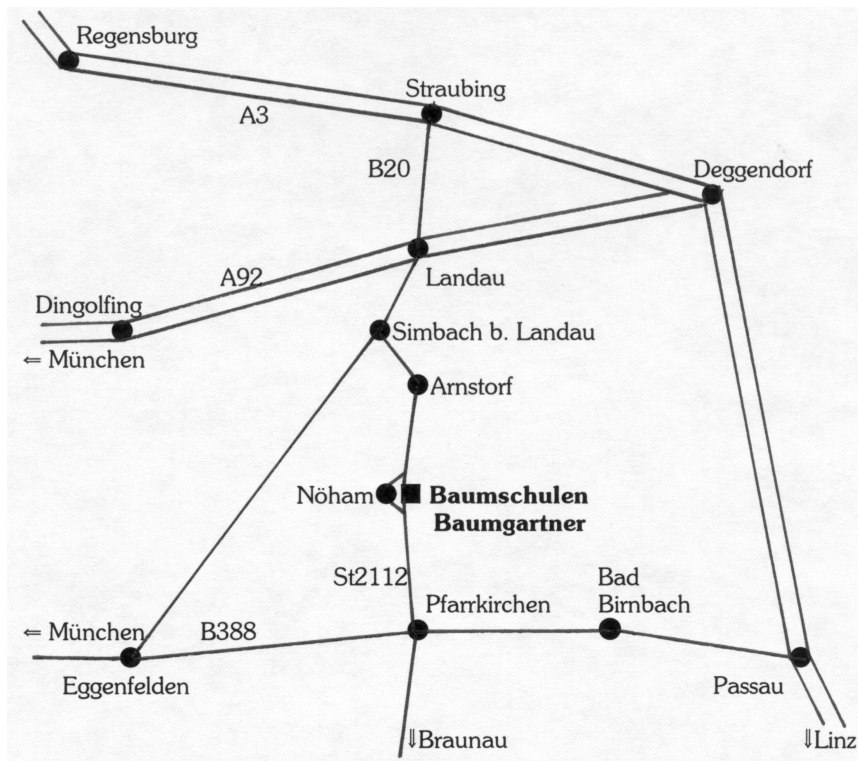 Regensburg
Straubing
A3
B20
Deggendorf
A92
Landau
Dingolfing
Simbach b. Landau
⇐ München
Arnstorf
Nöham
Baumschulen
Baumgartner
St2112
Bad
Birnbach
Pfarrkirchen
⇐ München
B388
Eggenfelden
Passau
⇓Braunau
⇓Linz